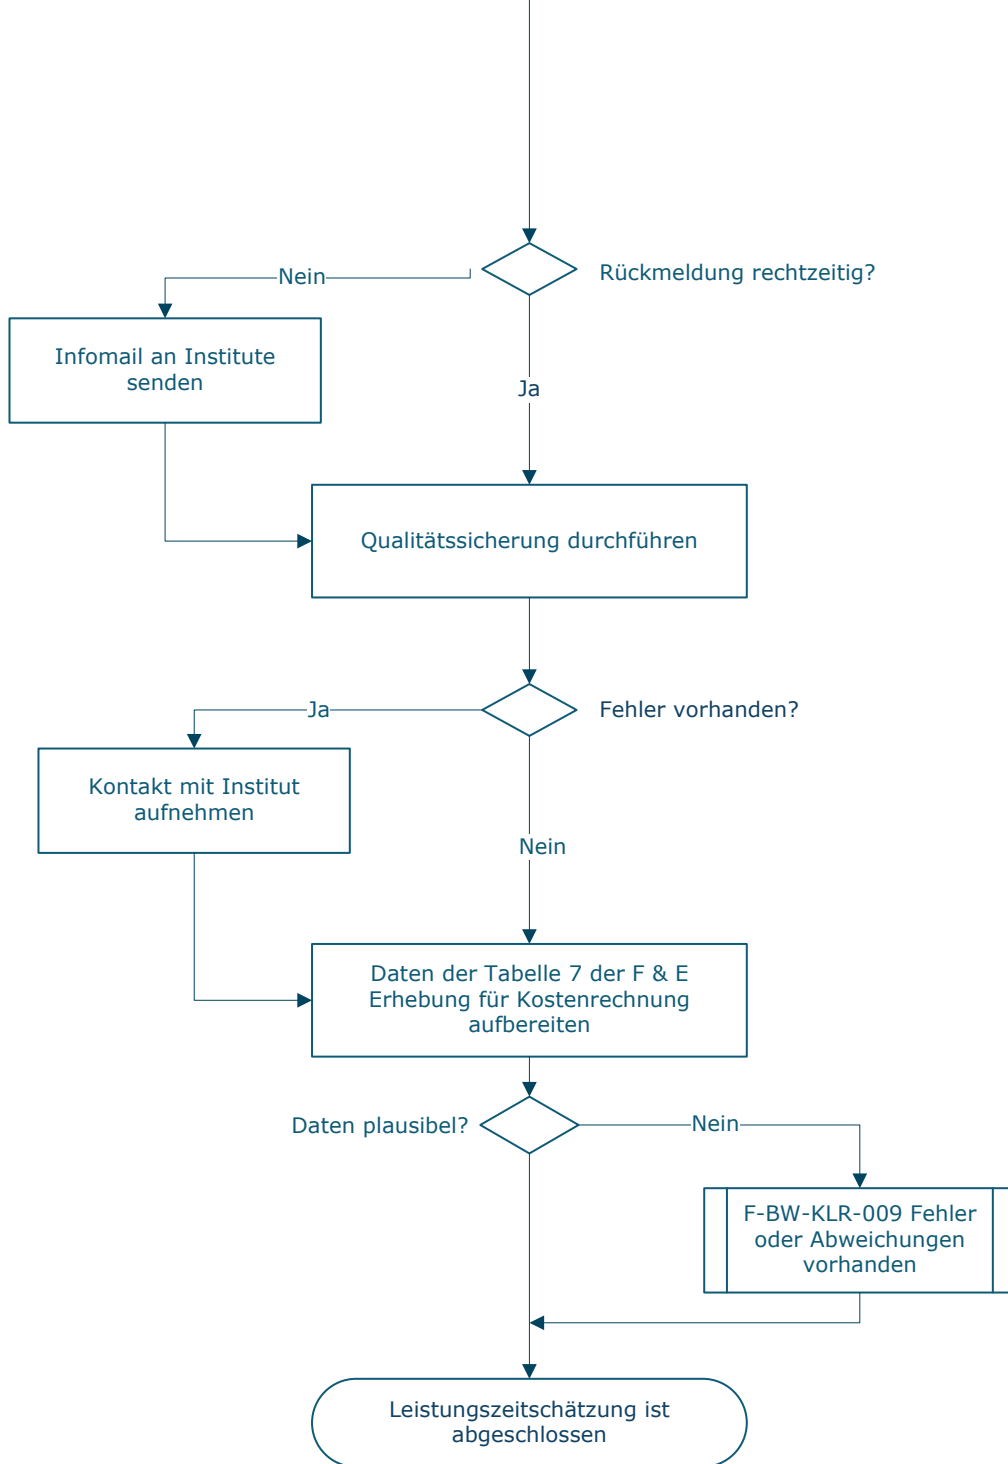 Rückmeldung rechtzeitig?
Nein
Infomail an Institute
senden
Ja
Qualitätssicherung durchführen
Fehler vorhanden?
Ja
Kontakt mit Institut
aufnehmen
Nein
Daten der Tabelle 7 der F & E
Erhebung für Kostenrechnung
aufbereiten
Daten plausibel?
Nein
F-BW-KLR-009 Fehler
oder Abweichungen
vorhanden
Leistungszeitschätzung ist
abgeschlossen